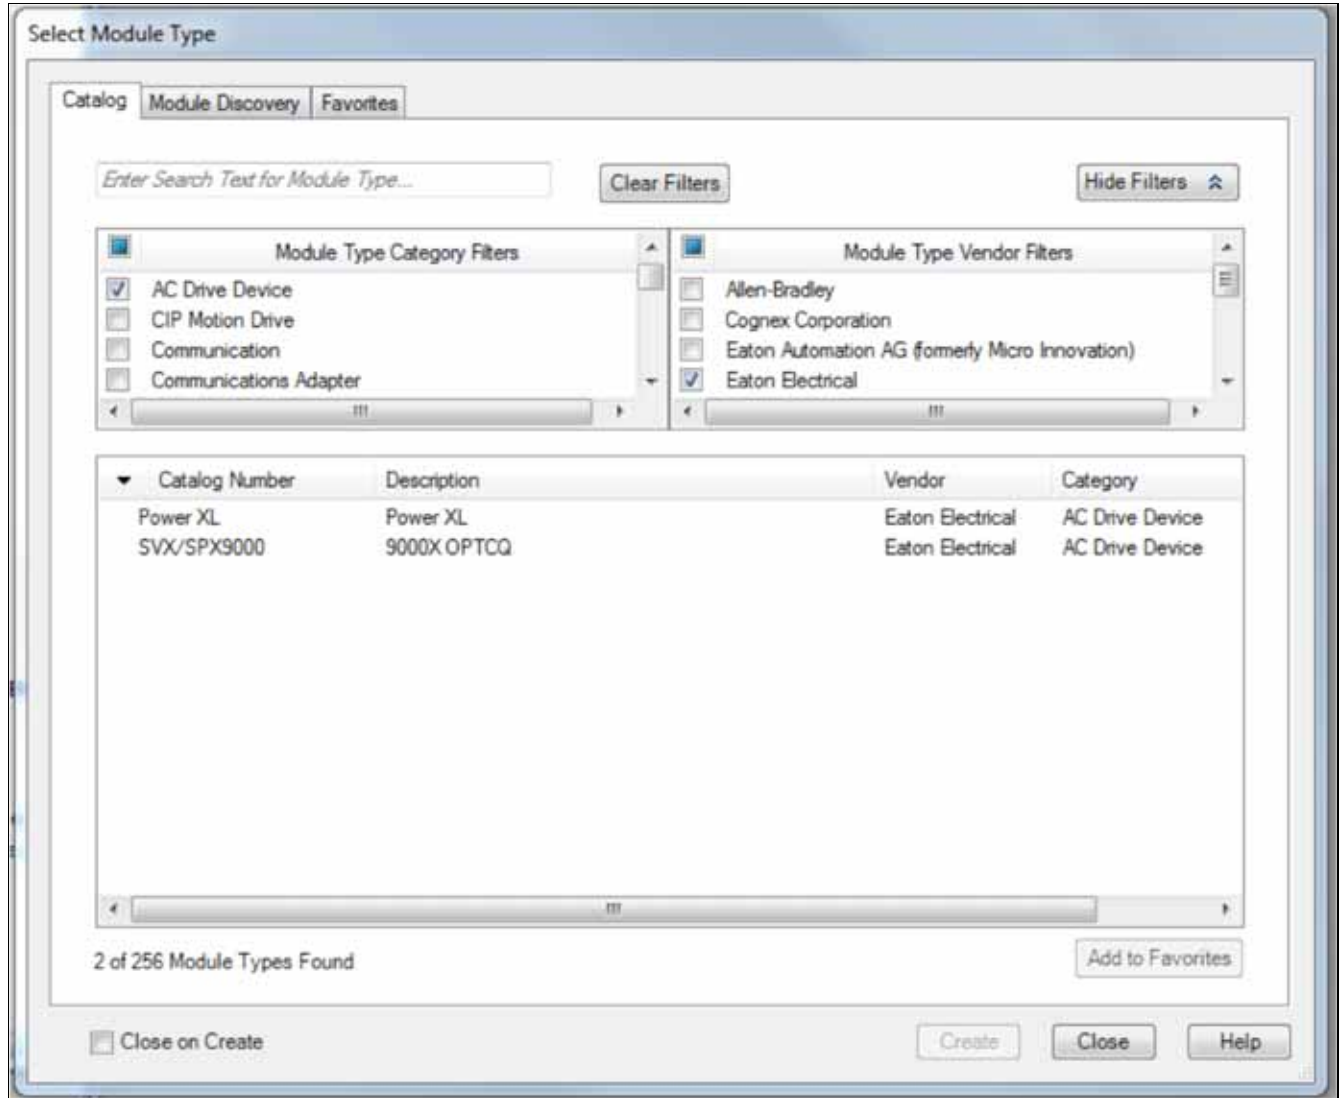 Select Module Type
Catalog Module Discovery Favorites
Enter Search Text for Module Type... Clear Filters Hide Filters
Module Type Category Filters Module Type Vendor Filters
AC Drive Device Allen-Bradley
CIP Motion Drive Cognex Corporation
Communication Eaton Automation AG (formerly Micro Innovation)
Communications Adapter Eaton Electrical
Catalog Number Description Vendor Category
Power XL Power XL Eaton Electrical AC Drive Device
SVX/SPX9000 9000X OPTCQ Eaton Electrical AC Drive Device
2 of 256 Module Types Found Add to Favorites
Close on Create Create Close Help